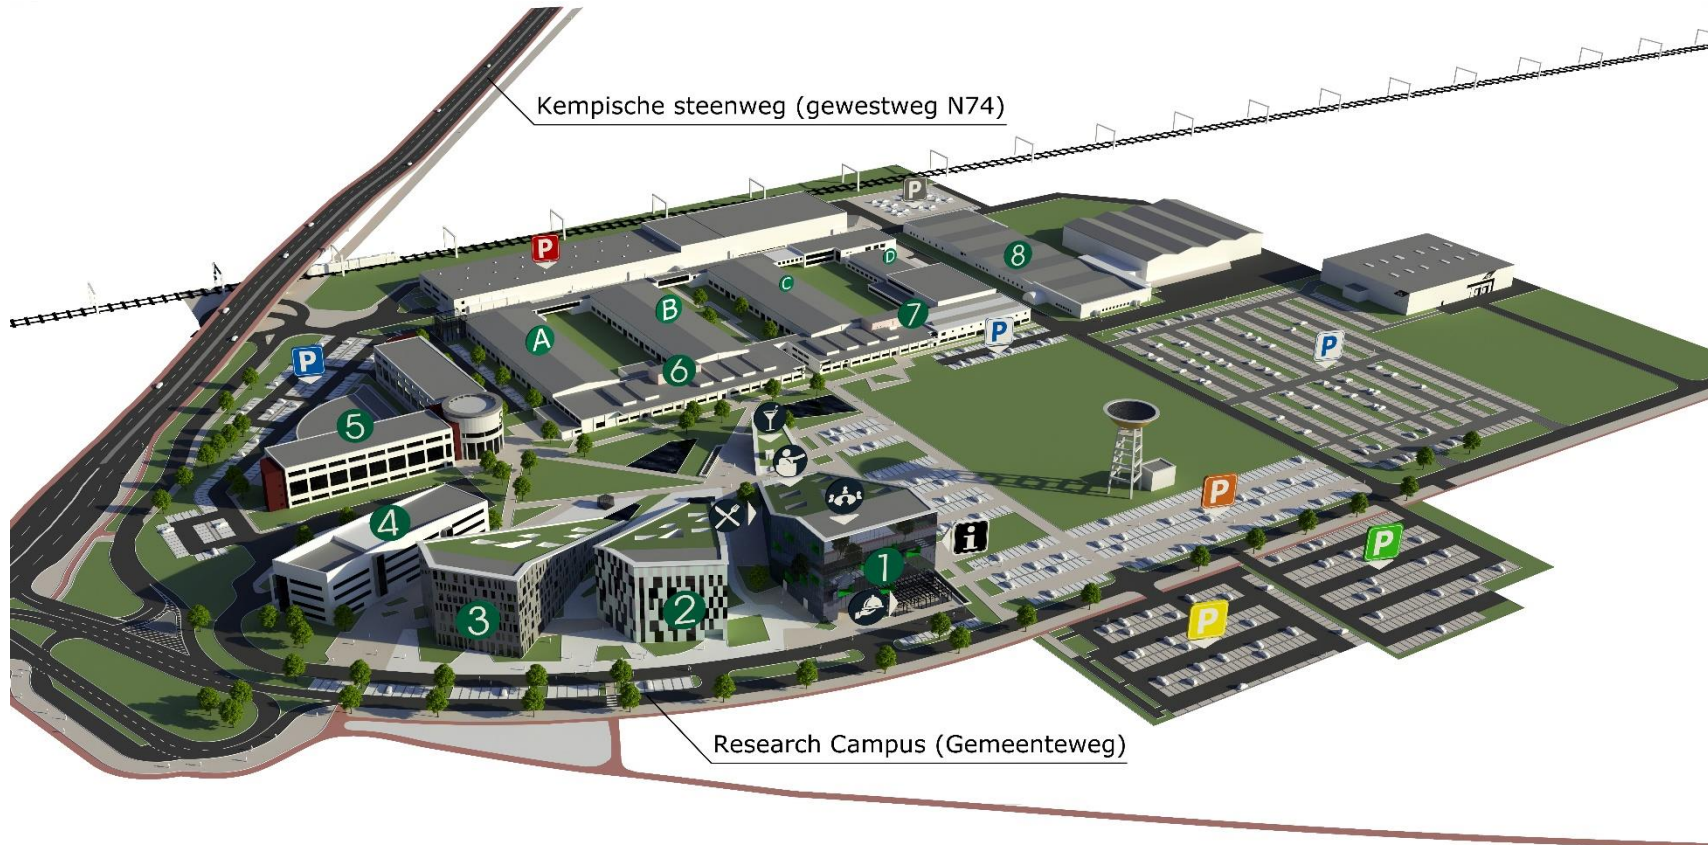 Kempische steenweg (gewestweg N74)
P
P
8
D
C
7
B
P
A
P
P
6
5
P
4
i
P
1
P
2
3
Research Campus (Gemeenteweg)